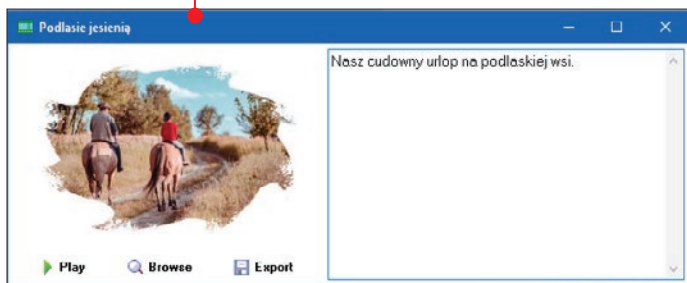 Podlasie jesienią
Nasz cudowny urlop na podlaskiej wsi.
Play Browse Export